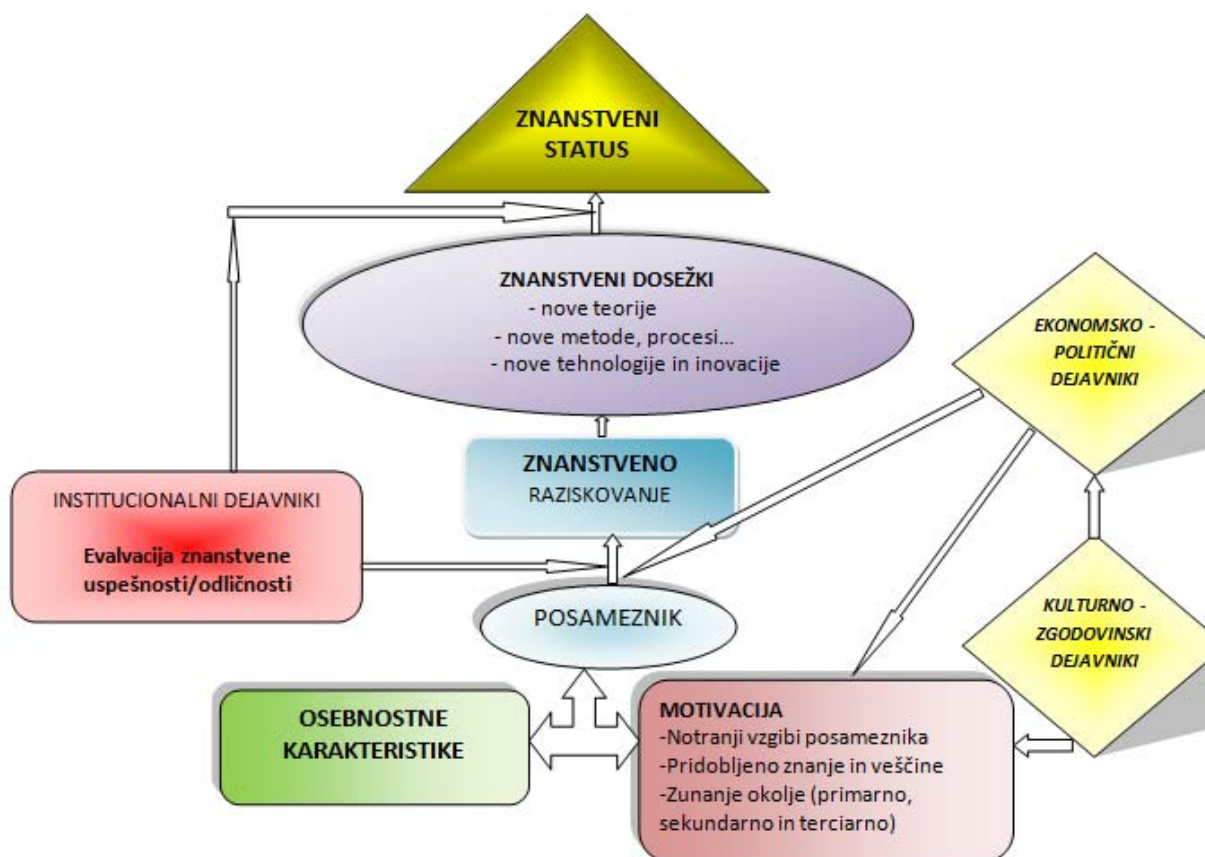 ZNANSTVENI
STATUS
ZNANSTVENI DOSEŽKI
- nove teorije
- nove metode, procesi...
- nove tehnologije in inovacije
EKONOMSKO -
POLITIČNI
DEJAVNIKI
ZNANSTVENO
RAZISKOVANJE
INSTITUCIONALNI DEJAVNIKI
Evalvacija znanstvene
uspešnosti/odličnosti
POSAMEZNIK
KULTURNO -
ZGODOVINSKI
DEJAVNIKI
OSEBNOSTNE
KARAKTERISTIKE
MOTIVACIJA
-Notranji vzgibi posameznika
-Pridobljeno znanje in veščine
-Zunanje okolje (primarno,
sekundarno in terciarno)